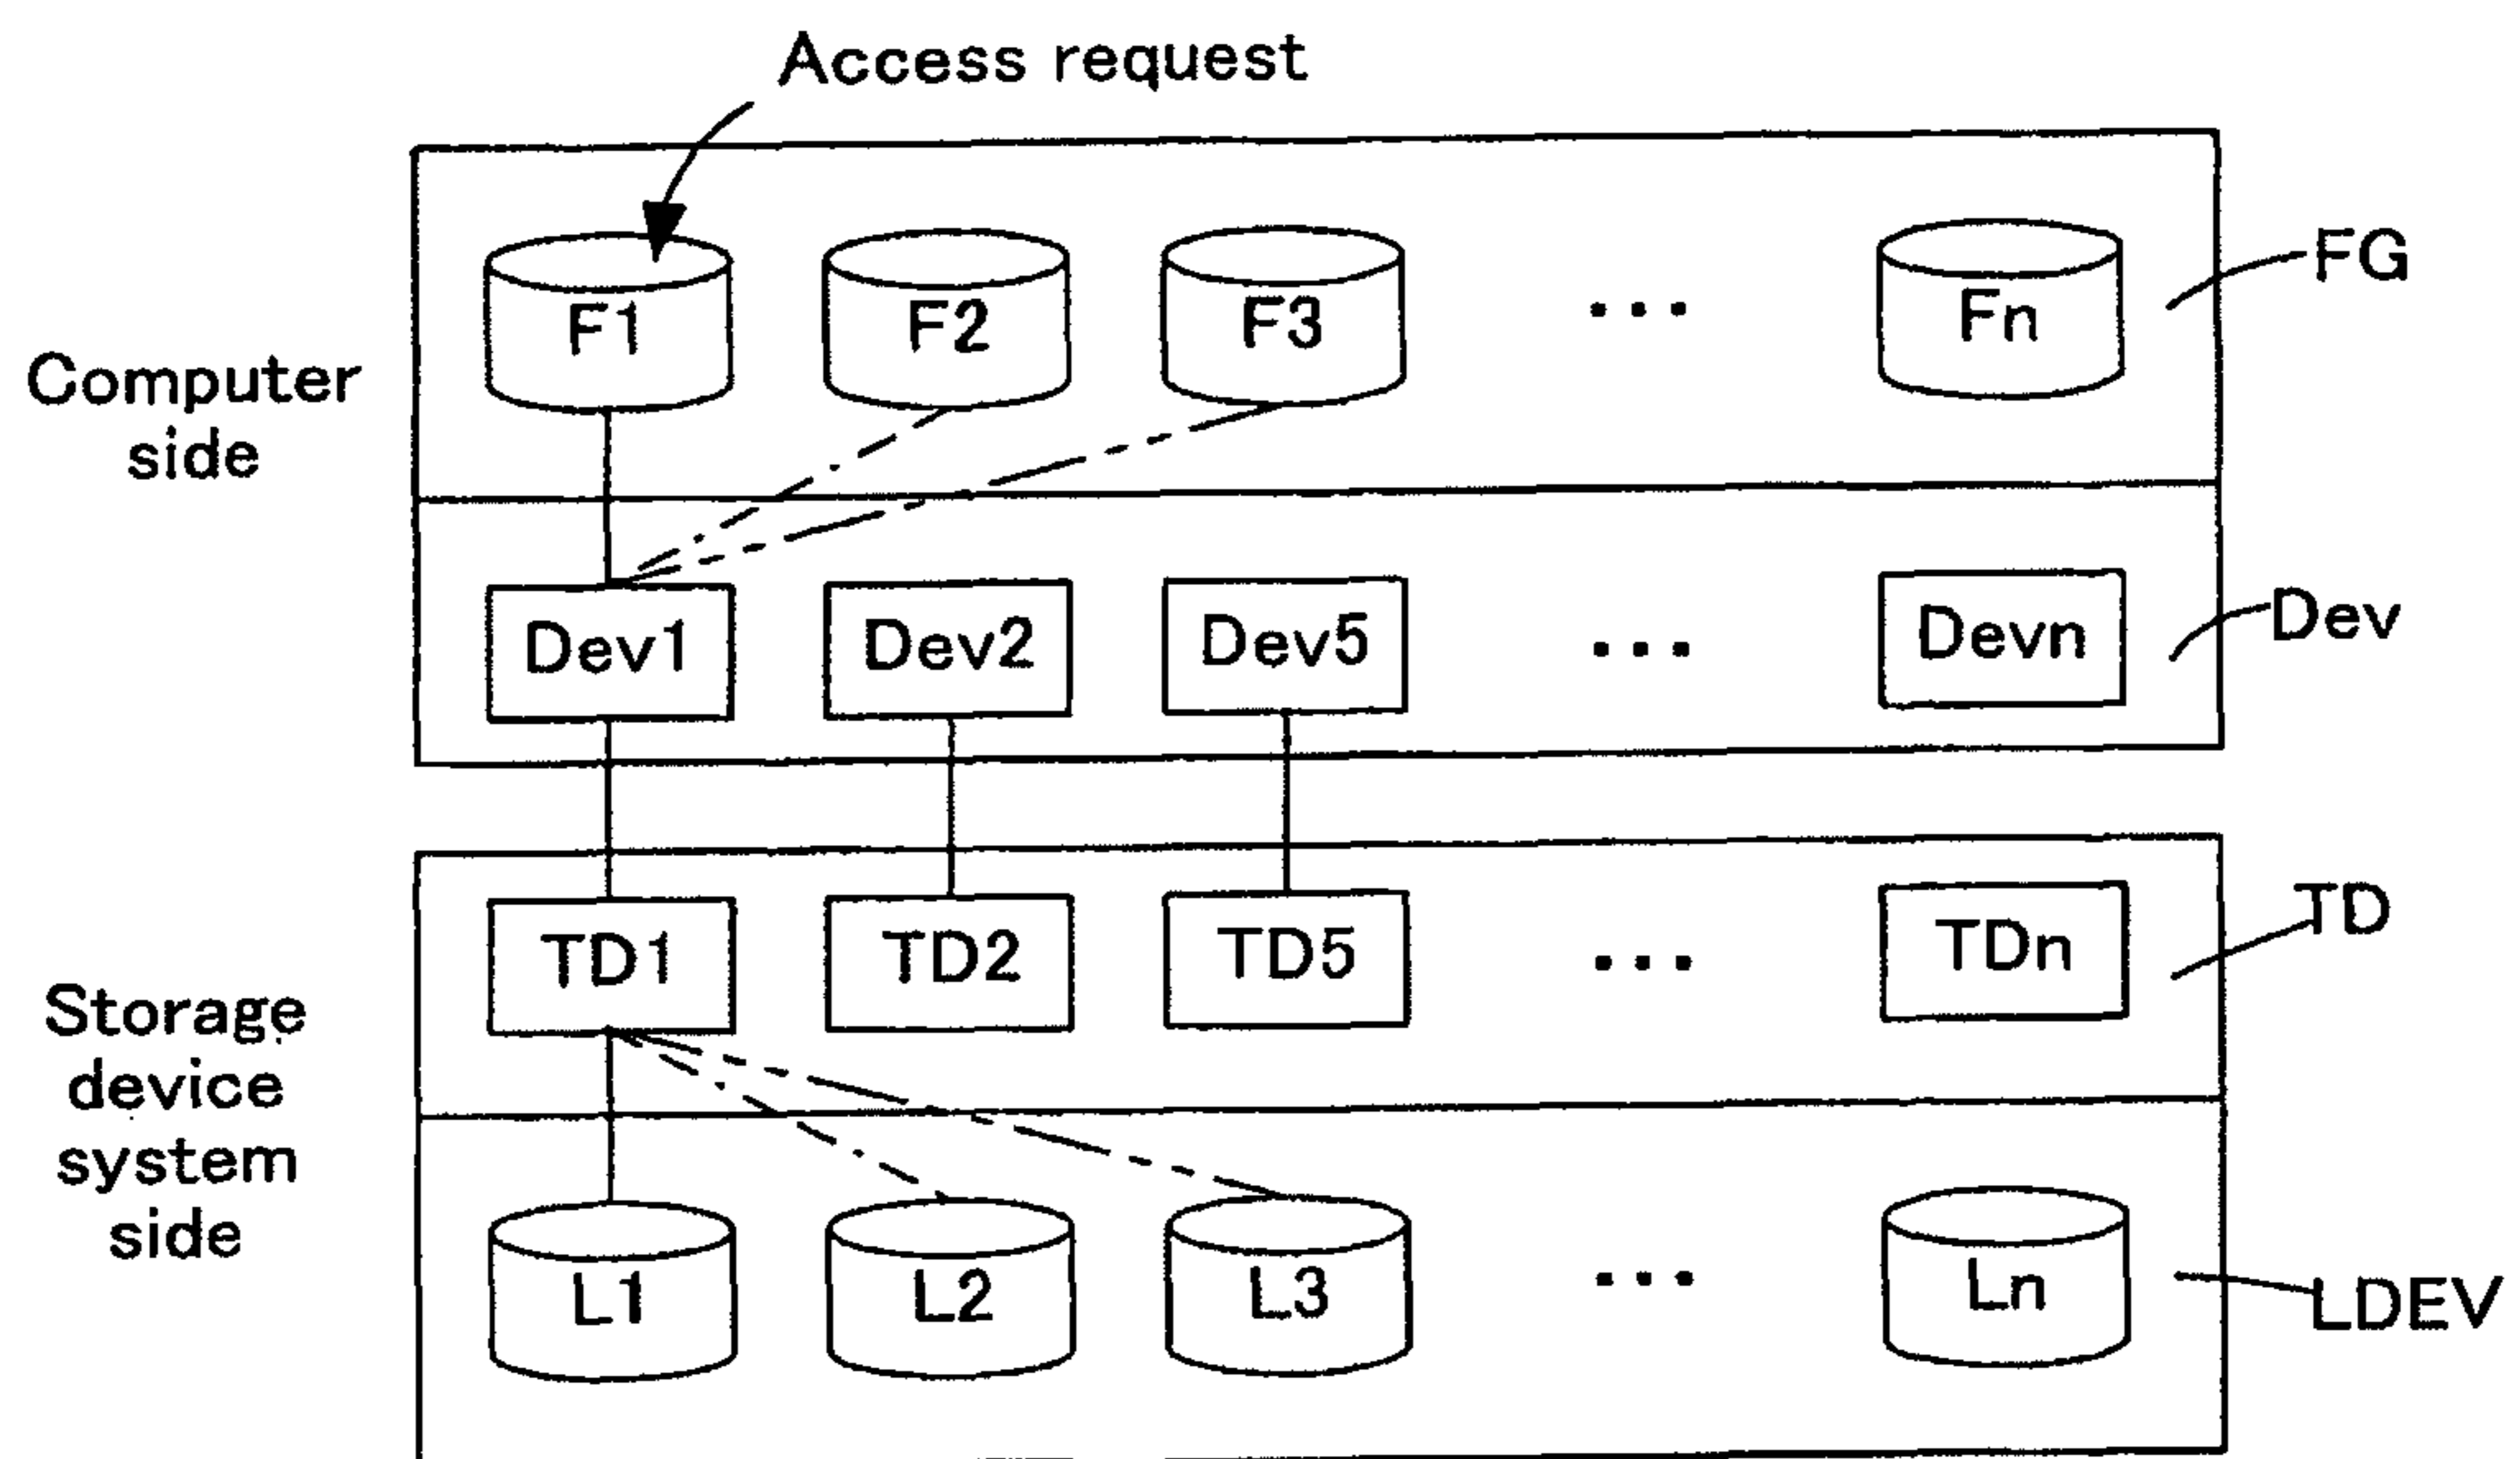 Access request
F1 F2 F3 ... Fn
FG
Computer
side
Dev1 Dev2 Dev5 ... Devn
Dev
TD1 TD2 TD5 ... TDn
TD
Storage
device
system
side
L1 L2 L3 ... Ln
LDEV